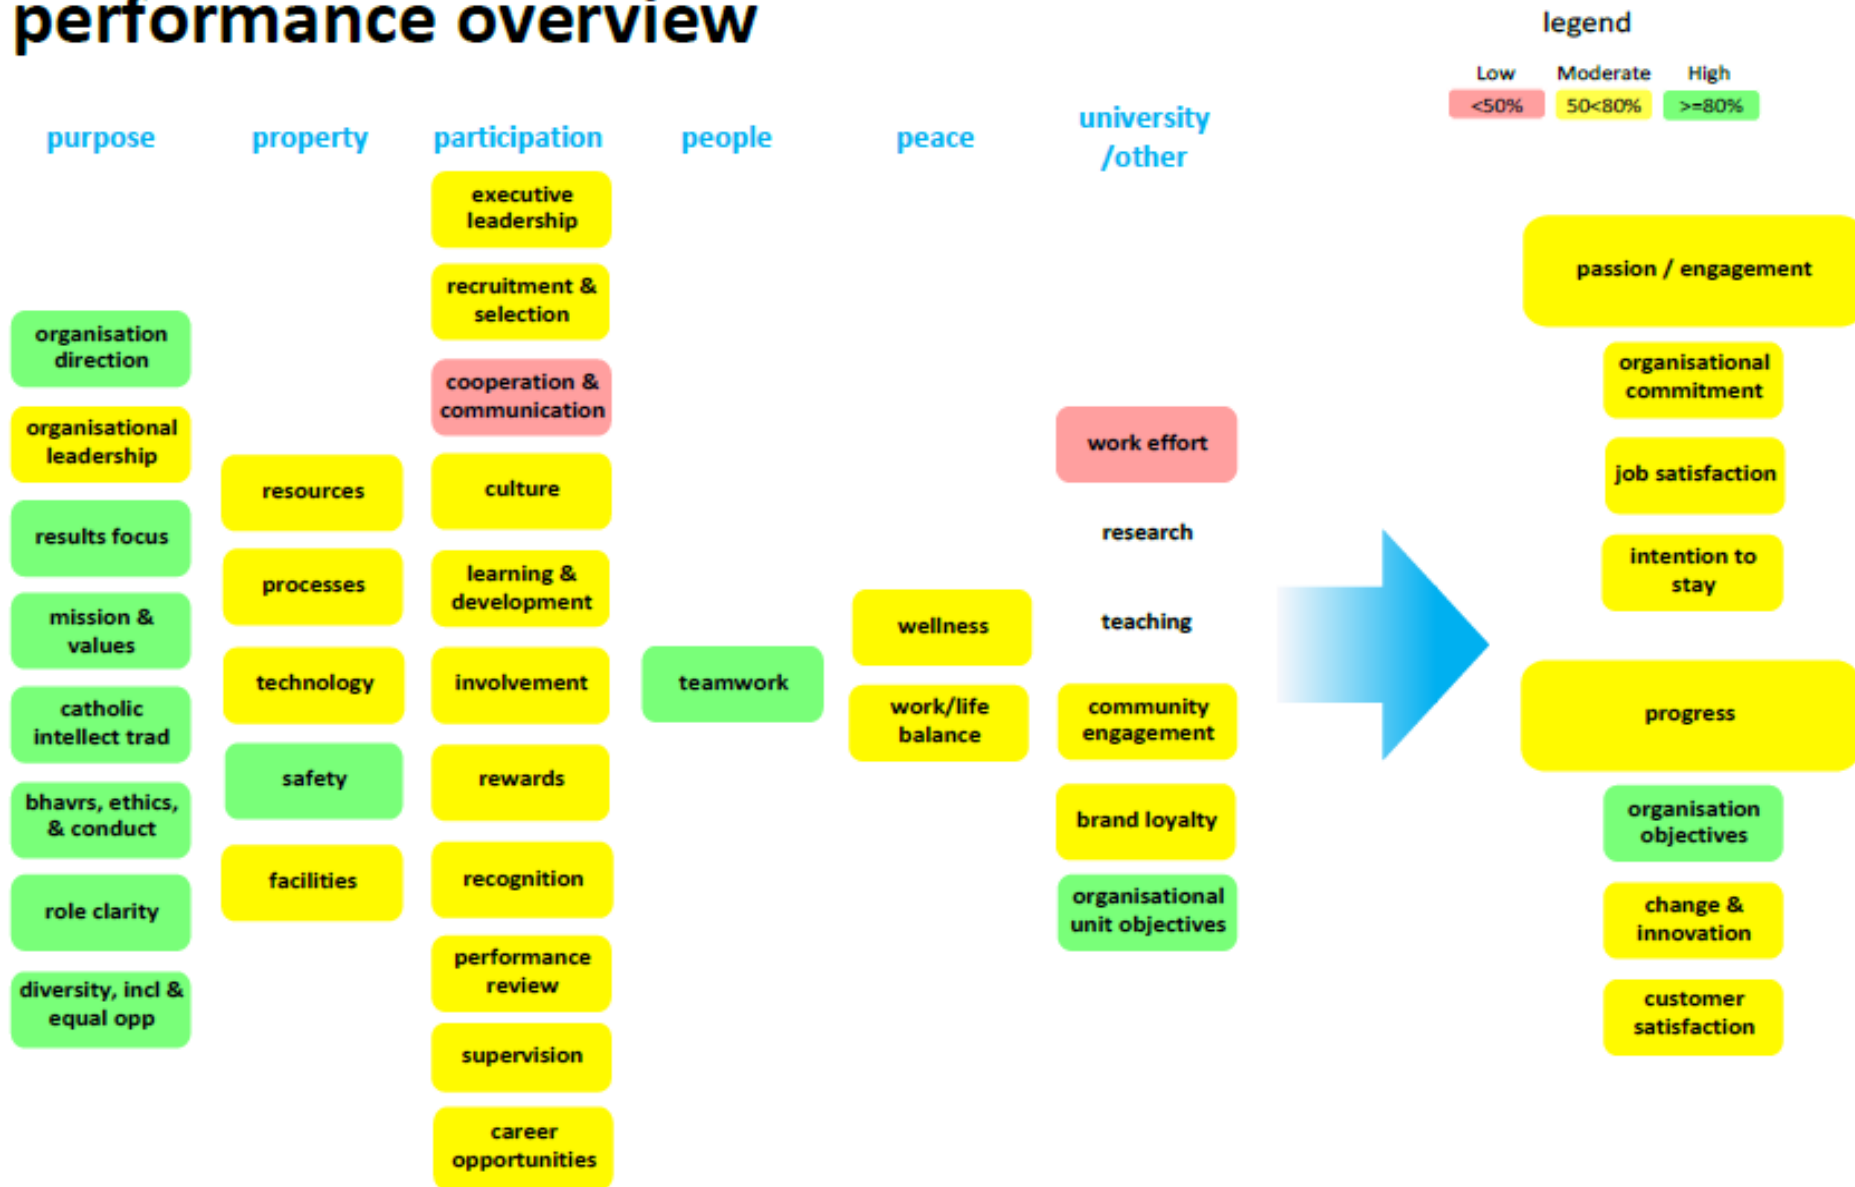 performance overview
legend
Low Moderate High
<50% 50<80% >=80%
purpose
property
participation
people
peace
university
/other
organisation
direction
organisational
leadership
results focus
mission &
values
catholic
intellect trad
bhavrs, ethics,
& conduct
role clarity
diversity, incl &
equal opp
resources
processes
technology
safety
facilities
executive
leadership
recruitment &
selection
cooperation &
communication
culture
learning &
development
involvement
rewards
recognition
performance
review
supervision
career
opportunities
teamwork
wellness
work/life
balance
work effort
research
teaching
community
engagement
brand loyalty
organisational
unit objectives
passion / engagement
organisational
commitment
job satisfaction
intention to
stay
progress
organisation
objectives
change &
innovation
customer
satisfaction